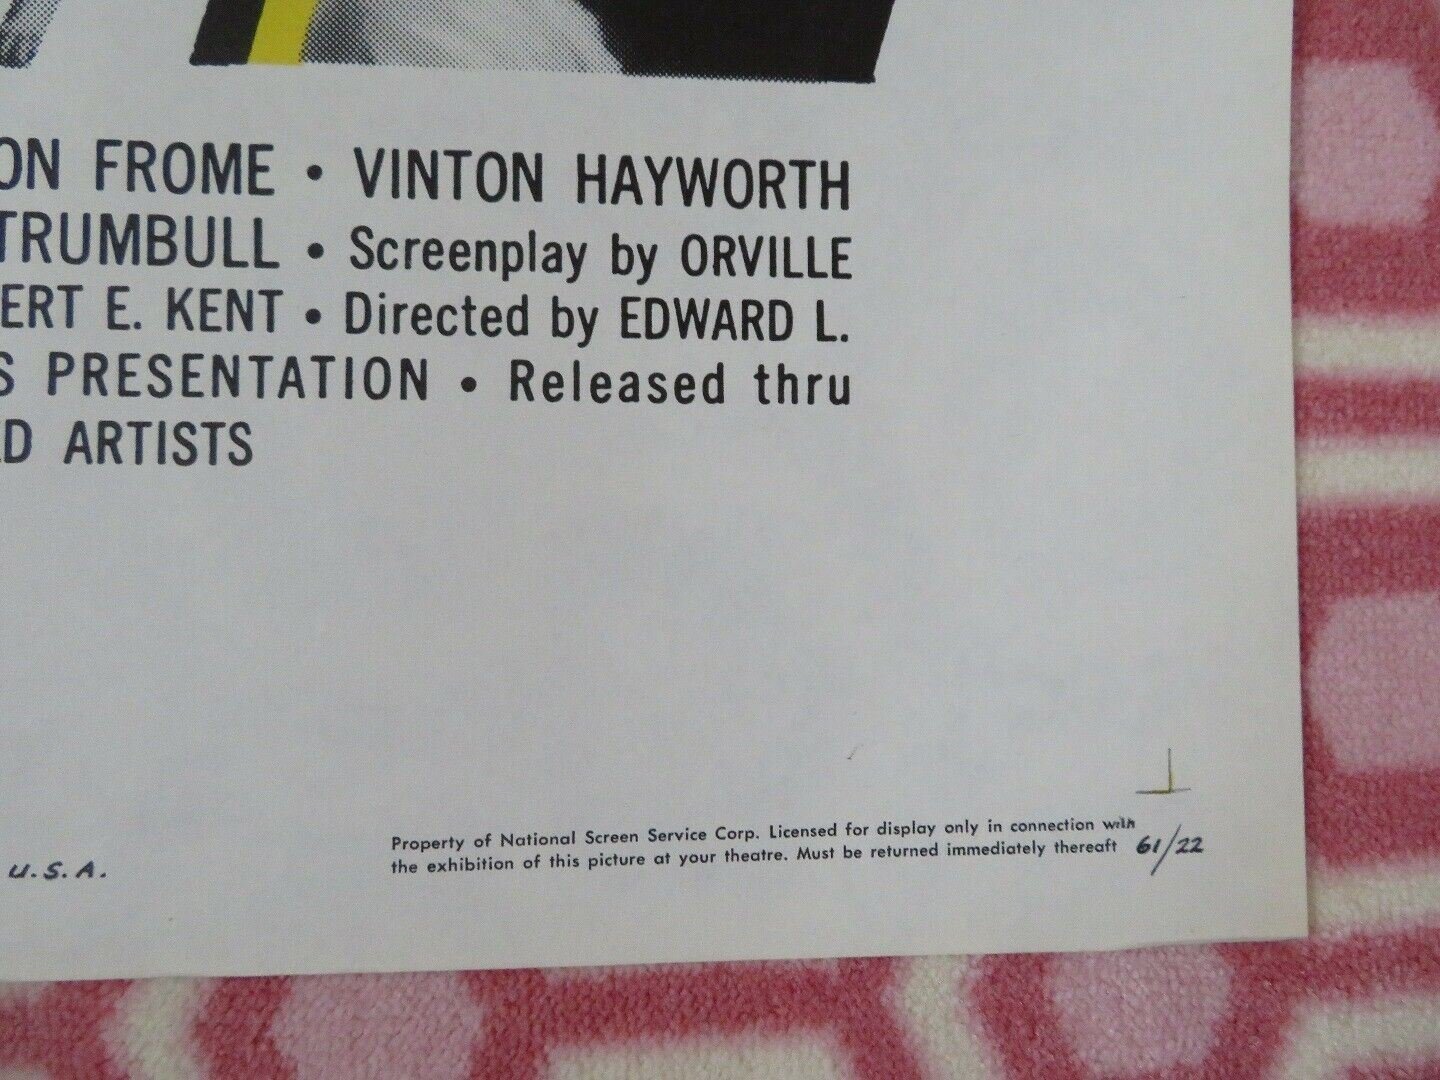 ON FROME • VINTON HAYWORTH
TRUMBULL • Screenplay by ORVILLE
ERT E. KENT • Directed by EDWARD L.
S PRESENTATION • Released thru
D ARTISTS
Property of National Screen Service Corp. Licensed for display only in connection with
the exhibition of this picture at your theatre. Must be returned immediately thereaft 61/22
U.S.A.